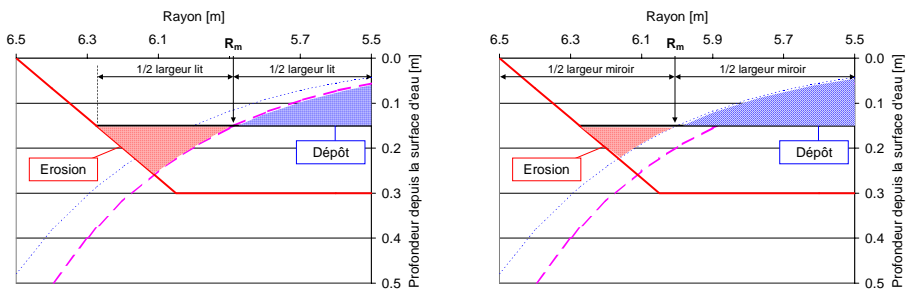 Rayon [m]
6.5 6.3 6.1 Rm 5.7 5.5
1/2 largeur lit 1/2 largeur lit
Erosion
Dépôt
0.0
0.1
0.2
0.3
0.4
0.5
Profondeur depuis la surface d'eau [m]
Rayon [m]
6.5 6.3 6.1 Rm 5.9 5.7 5.5
1/2 largeur miroir 1/2 largeur miroir
Erosion
Dépôt
0.0
0.1
0.2
0.3
0.4
0.5
Profondeur depuis la surface d'eau [m]